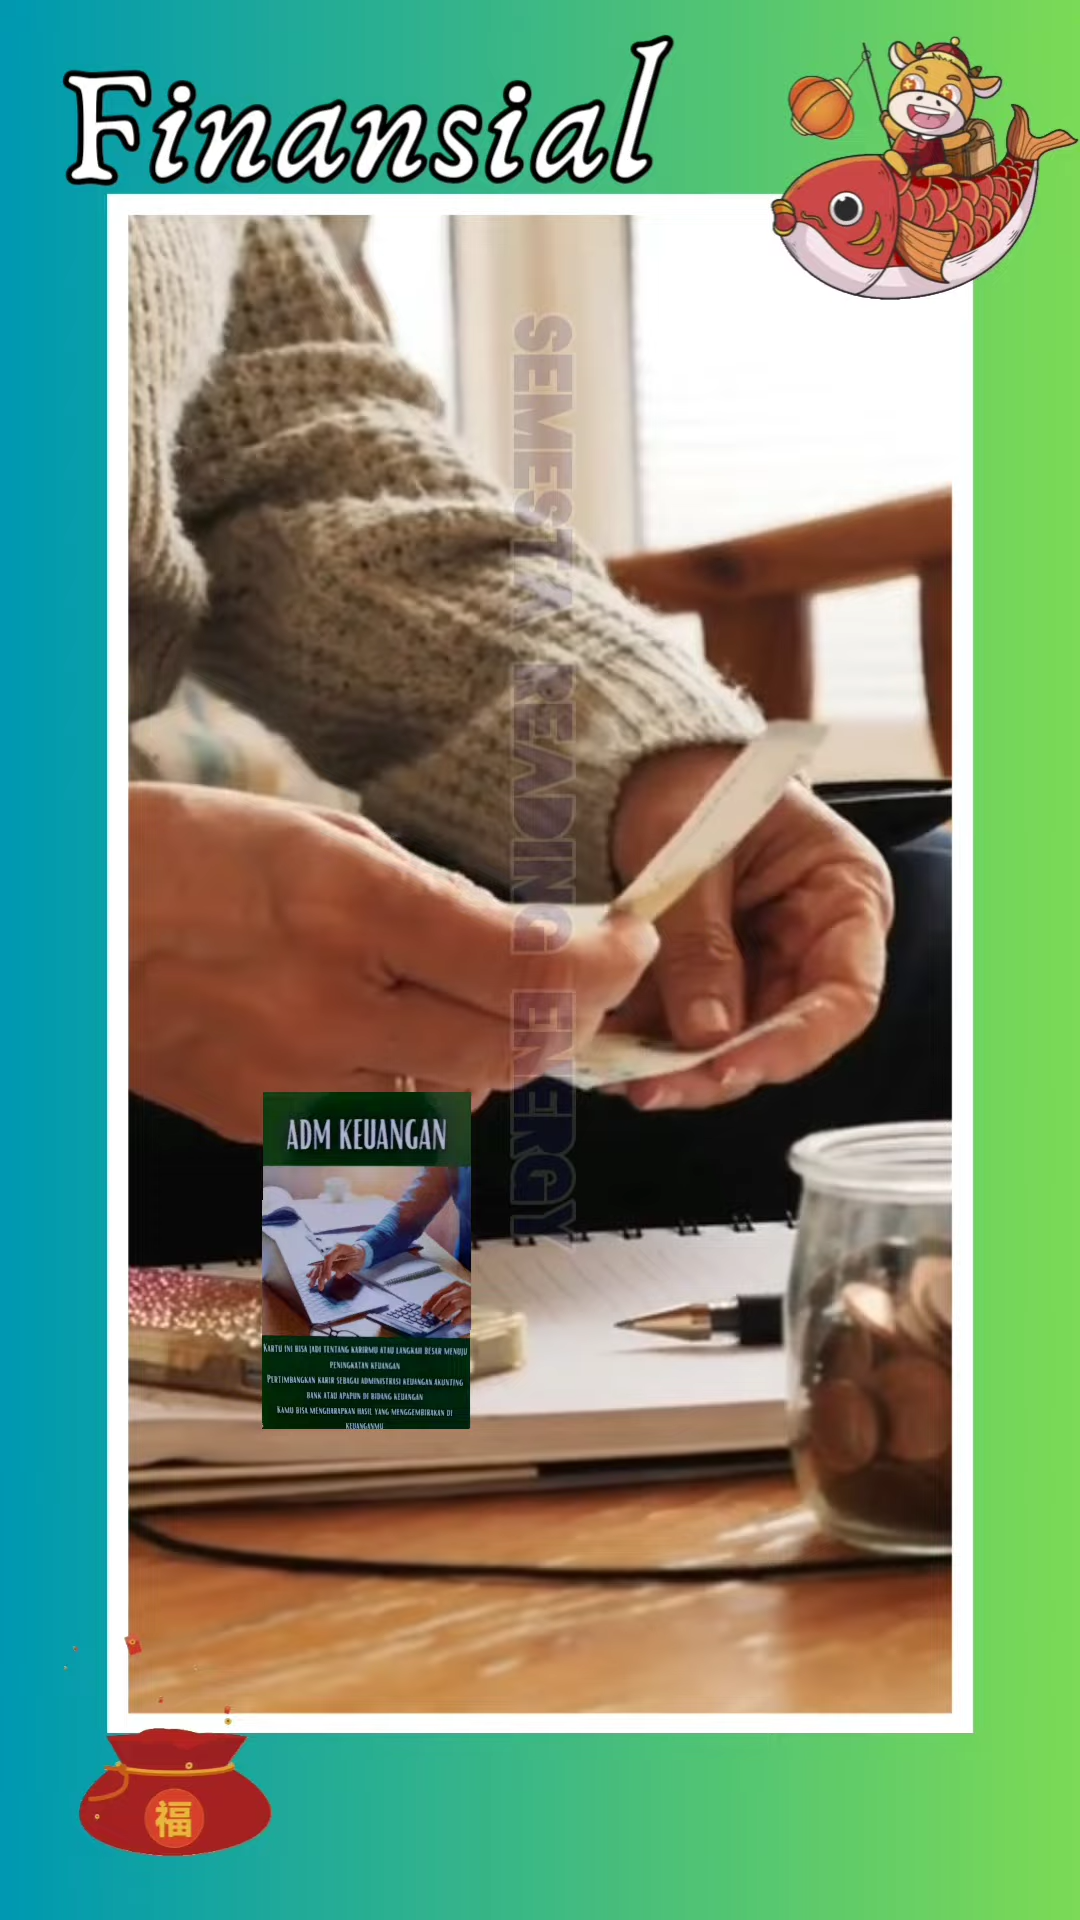 Finansial
SEMESTA READING ENERGY
ADM KEUANGAN
KARTU INI BISA JADI TENTANG KARIRMU ATAU LANGKAH BESAR MENUJU
PENINGKATAN KEUANGAN
PERTIMBANGKAN KARIR SEBAGAI ADMINISTRASI KEUANGAN AKUNTING
BANK ATAU APAPUN DI BIDANG KEUANGAN
KAMU BISA MENGHARAPKAN HASIL YANG MENGGEMBIRAKAN DI
KEUANGANMU
福